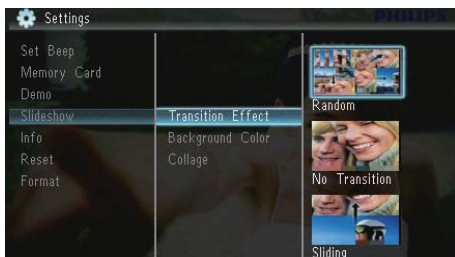 Settings
PHILIPS
Set Beep
Memory Card
Demo
Slideshow
Info
Reset
Format
Transition Effect
Background Color
Collage
Random
No Transition
Sliding